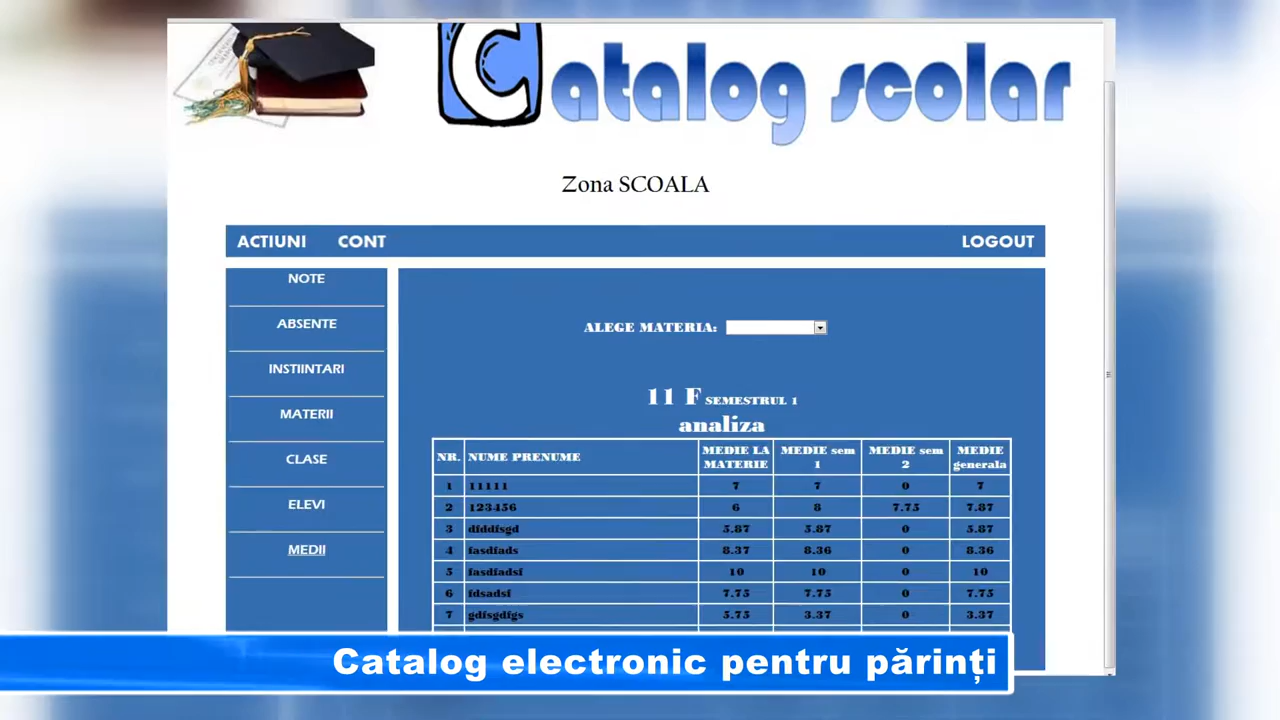 Catalog scolar
Zona SCOALA
ACTIUNI CONT LOGOUT
NOTE
ABSENTE
INSTIINTARI
MATERII
CLASE
ELEVI
MEDII
ALEGE MATERIA:
11 F SEMESTRUL 1
analiza
NR. NUME PRENUME MEDIE LA MATERIE MEDIE sem 1 MEDIE sem 2 MEDIE generala
1 11111 7 7 0 7
2 123456 6 8 7.75 7.87
3 dfddfsgd 5.87 5.87 0 5.87
4 fasdfads 8.37 8.36 0 8.36
5 fasdfadsf 10 10 0 10
6 fdsadsf 7.75 7.75 0 7.75
7 gdfsgdfgs 5.75 3.37 0 3.37
Catalog electronic pentru părinți